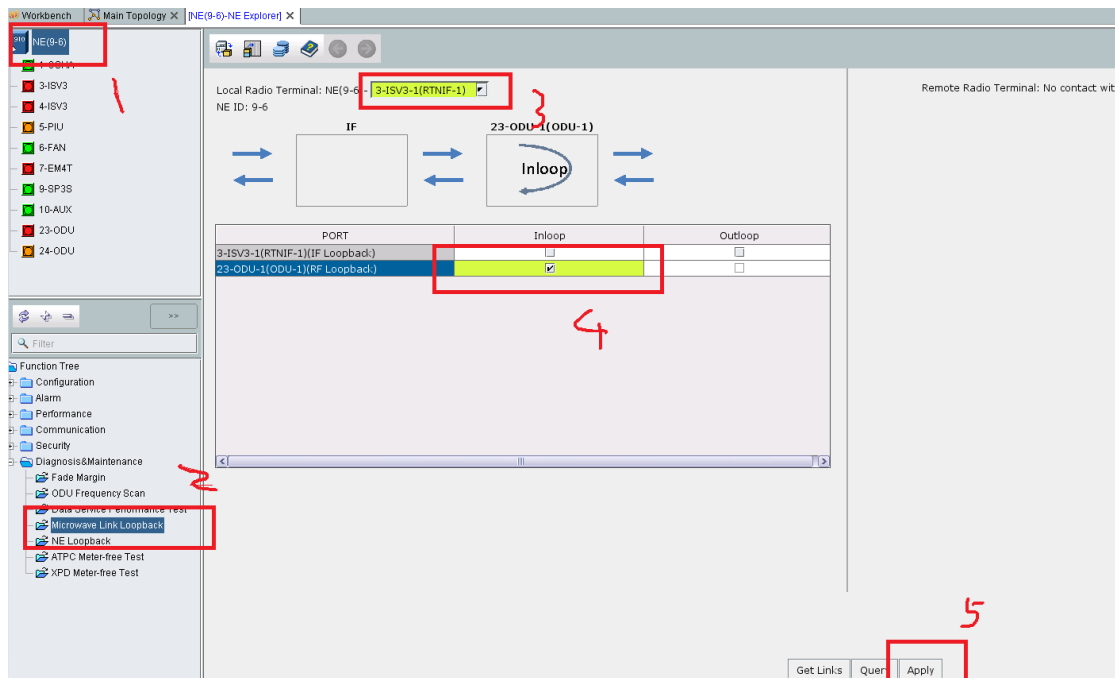 Workbench Main Topology X [NE(9-6)-NE Explorer] X
NE(9-6)
1
3-ISV3
4-ISV3
5-PIU
6-FAN
7-EM4T
9-SP3S
10-AUX
23-ODU
24-ODU
>>
Filter
Function Tree
Configuration
Alarm
Performance
Communication
Security
Diagnosis&Maintenance
2
Fade Margin
ODU Frequency Scan
Data Service Performance Test
Microwave Link Loopback
NE Loopback
ATPC Meter-free Test
XPD Meter-free Test
Local Radio Terminal: NE(9-6) - 3-ISV3-1(RTNIF-1)
3
NE ID: 9-6
IF 23-ODU-1(ODU-1)
Inloop
PORT Inloop Outloop
3-ISV3-1(RTNIF-1)(IF Loopback)
23-ODU-1(ODU-1)(RF Loopback)
4
Remote Radio Terminal: No contact wit
5
Get Links Query Apply